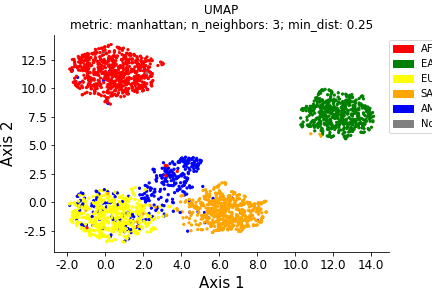 UMAP
metric: manhattan; n_neighbors: 3; min_dist: 0.25
Axis 2
12.5
10.0
7.5
5.0
2.5
0.0
-2.5
-2.0 0.0 2.0 4.0 6.0 8.0 10.0 12.0 14.0
Axis 1
AF
EA
EU
SA
AM
No